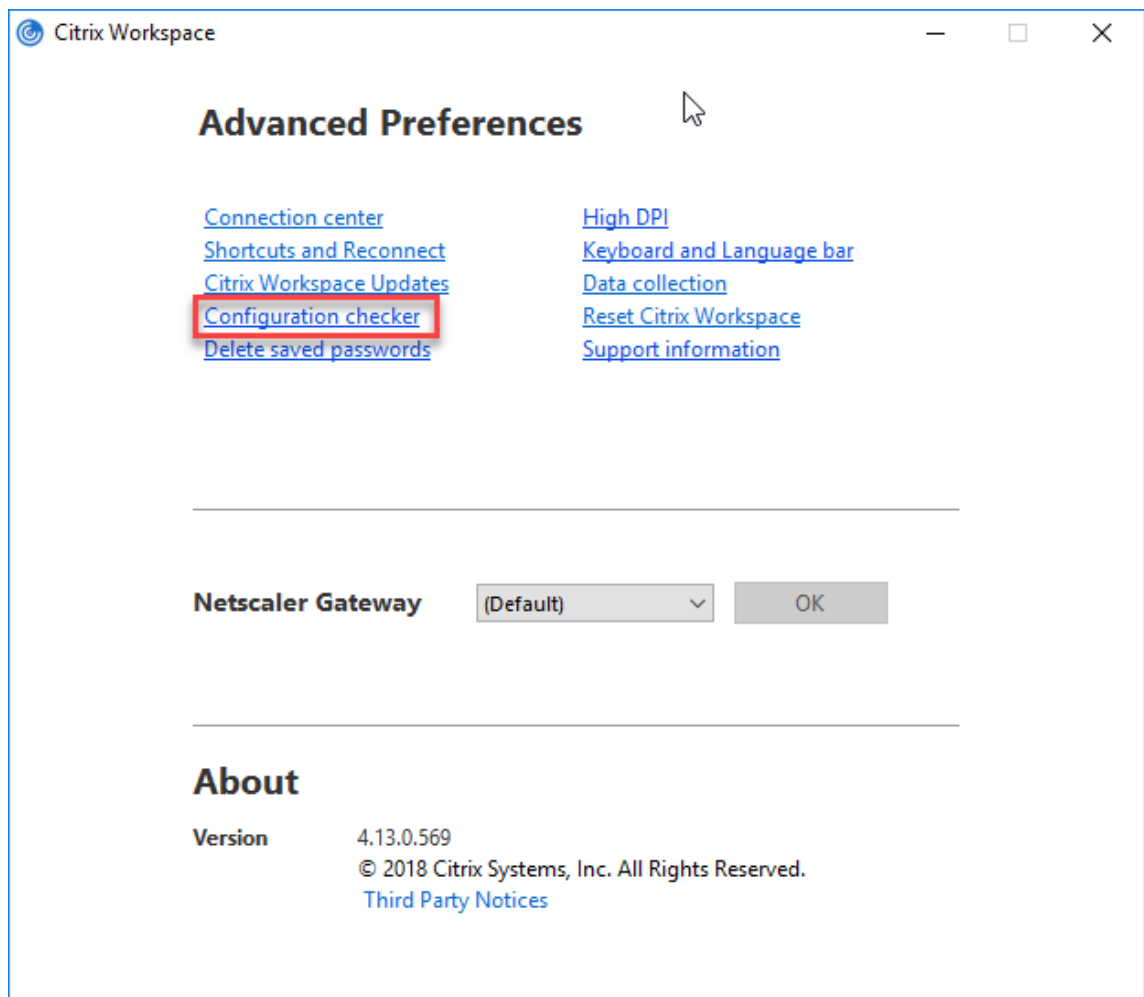 Citrix Workspace
Advanced Preferences
Connection center
Shortcuts and Reconnect
Citrix Workspace Updates
Configuration checker
Delete saved passwords
High DPI
Keyboard and Language bar
Data collection
Reset Citrix Workspace
Support information
Netscaler Gateway (Default) OK
About
Version 4.13.0.569
© 2018 Citrix Systems, Inc. All Rights Reserved.
Third Party Notices